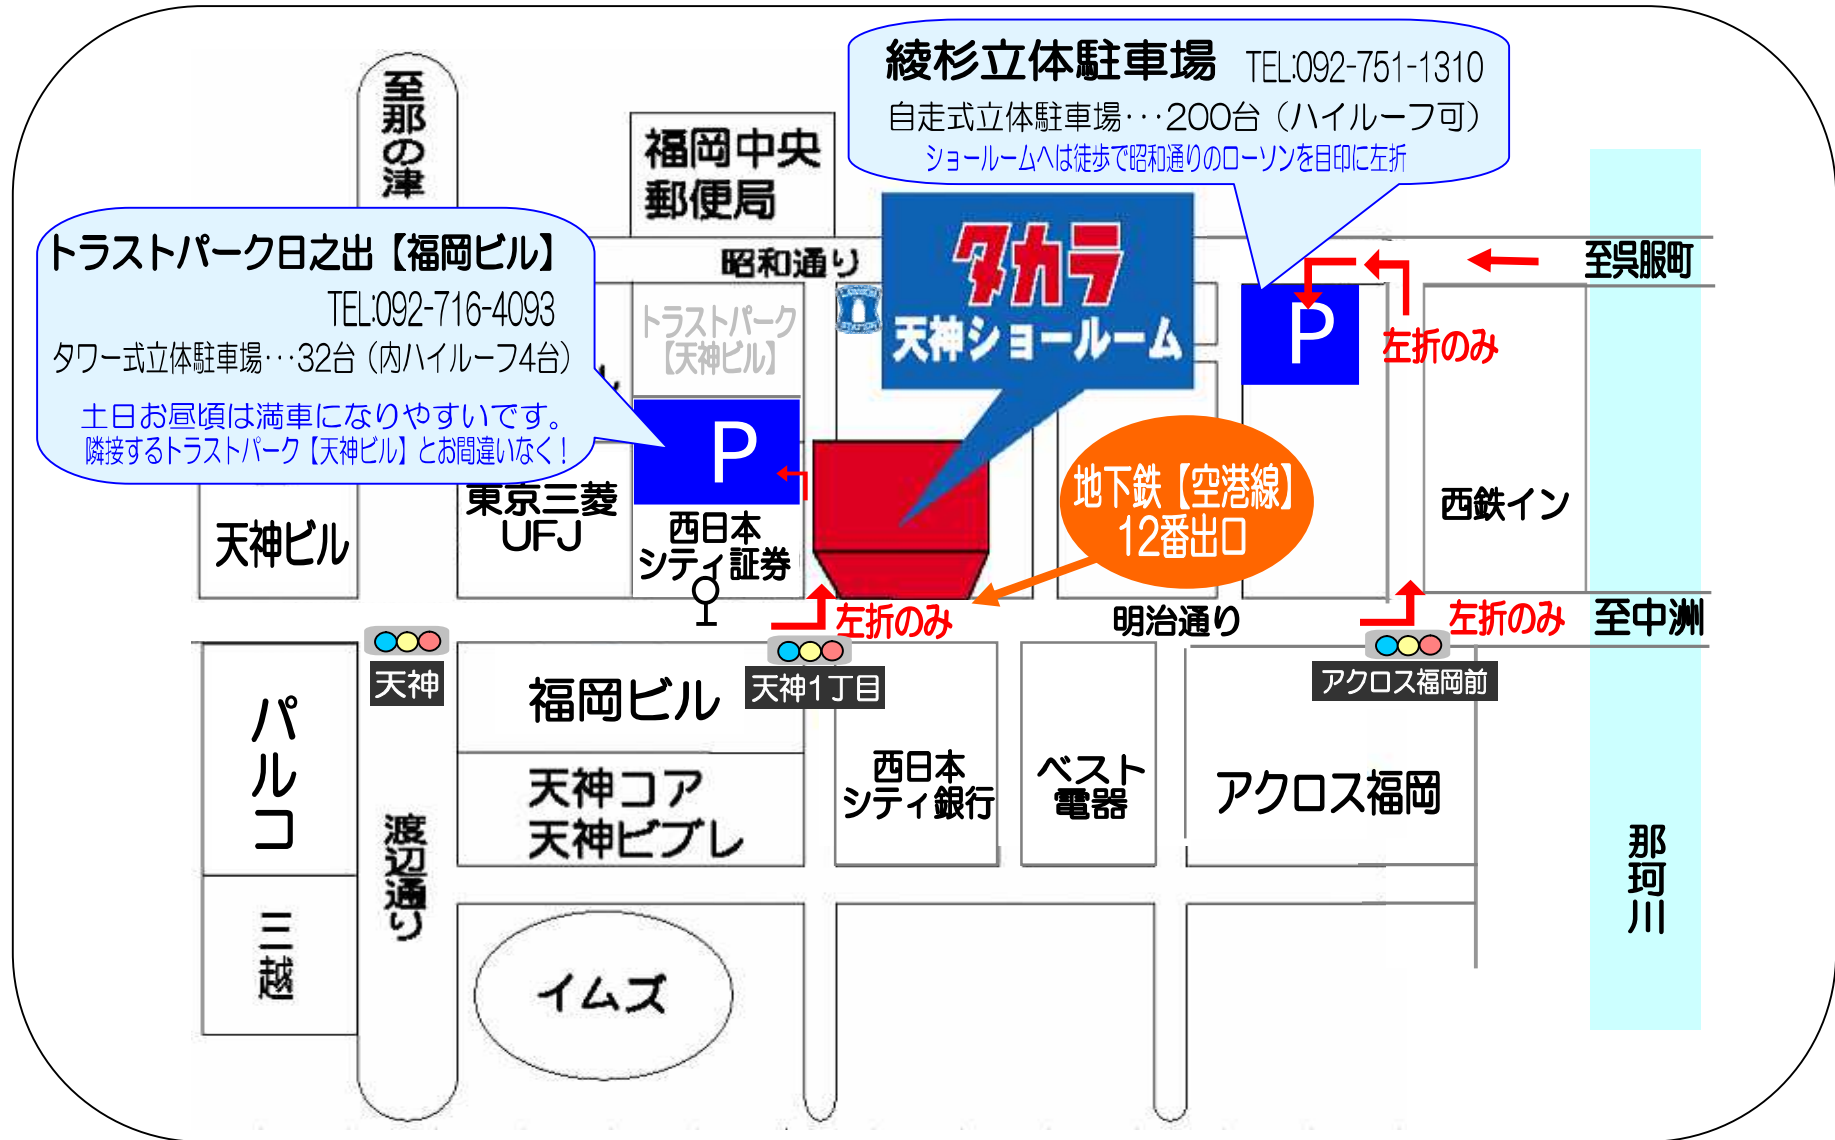 綾杉立体駐車場 TEL:092-751-1310
自走式立体駐車場・・・200台（ハイルーフ可）
ショールームへは徒歩で昭和通りのローソンを目印に左折
至那の津
福岡中央
郵便局
トラストパーク日之出【福岡ビル】
TEL:092-716-4093
タワー式立体駐車場・・・32台（内ハイルーフ4台）
土日お昼頃は満車になりやすいです。
隣接するトラストパーク【天神ビル】とお間違いなく！
昭和通り
タカラ
天神ショールーム
至呉服町
トラストパーク
【天神ビル】
STATION
P
左折のみ
P
地下鉄【空港線】
12番出口
天神ビル
東京三菱
UFJ
西日本
シティ証券
西鉄イン
左折のみ
明治通り
左折のみ
至中洲
天神
天神1丁目
アクロス福岡前
パルコ
福岡ビル
天神コア
天神ビブレ
西日本
シティ銀行
ベスト
電器
アクロス福岡
渡辺通り
那珂川
三越
イムズ